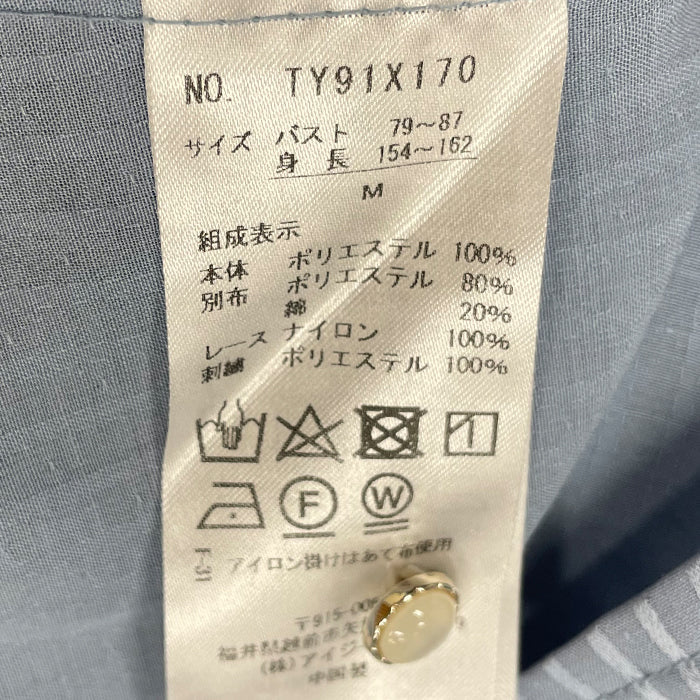 NO. TY91X170
サイズ バスト 79～87
身長 154～162
M
組成表示
本体 ポリエステル 100%
別布 ポリエステル 80%
綿 20%
レース ナイロン 100%
刺繍 ポリエステル 100%
1
F W
アイロン掛けはあて布使用
〒915-006
福井県越前市矢
(株)アイジー
中国製